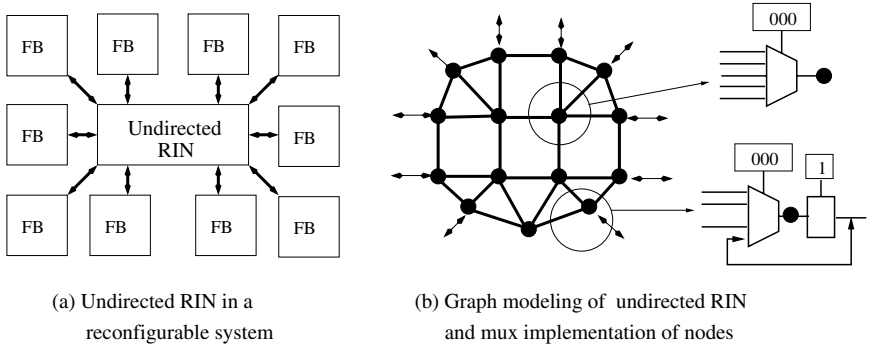 FB
FB
FB
FB
FB
Undirected
RIN
FB
FB
FB
FB
FB
000
000
1
(a) Undirected RIN in a
reconfigurable system
(b) Graph modeling of undirected RIN
and mux implementation of nodes